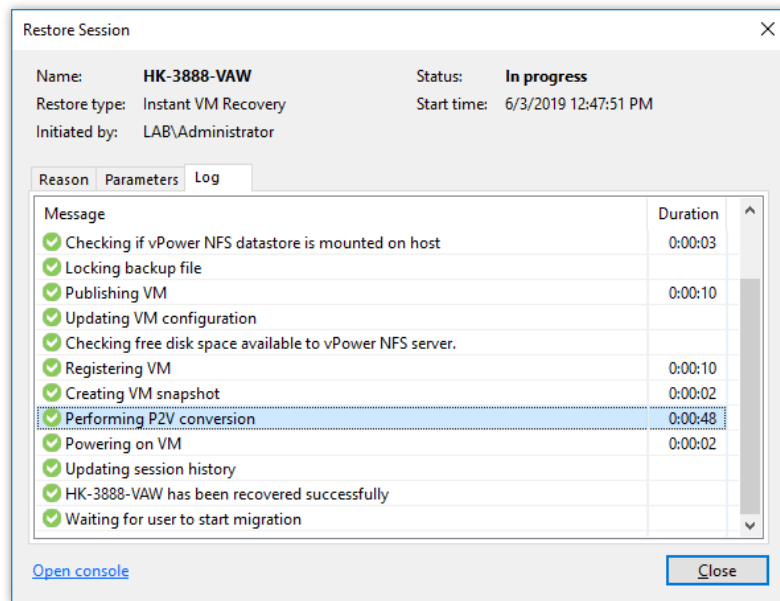 Restore Session
Name: HK-3888-VAW Status: In progress
Restore type: Instant VM Recovery Start time: 6/3/2019 12:47:51 PM
Initiated by: LAB\Administrator
Reason Parameters Log
Message Duration
Checking if vPower NFS datastore is mounted on host 0:00:03
Locking backup file
Publishing VM 0:00:10
Updating VM configuration
Checking free disk space available to vPower NFS server.
Registering VM 0:00:10
Creating VM snapshot 0:00:02
Performing P2V conversion 0:00:48
Powering on VM 0:00:02
Updating session history
HK-3888-VAW has been recovered successfully
Waiting for user to start migration
Open console Close